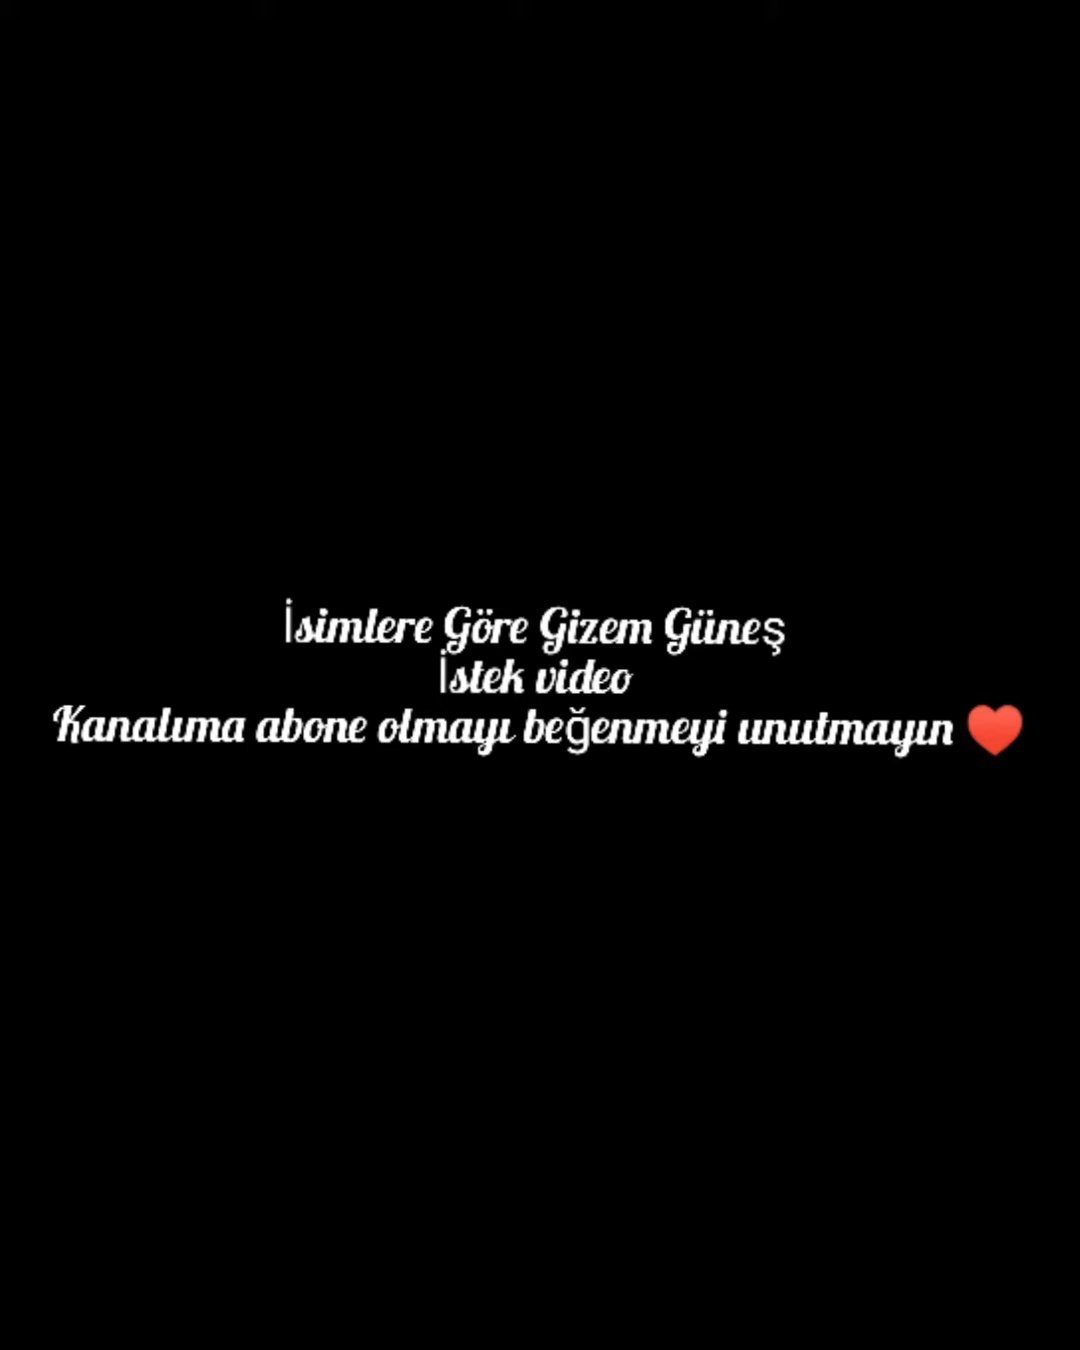 İsimlere Göre Gizem Güneş
İstek video
Kanalıma abone olmayı beğenmeyi unutmayın ♥️